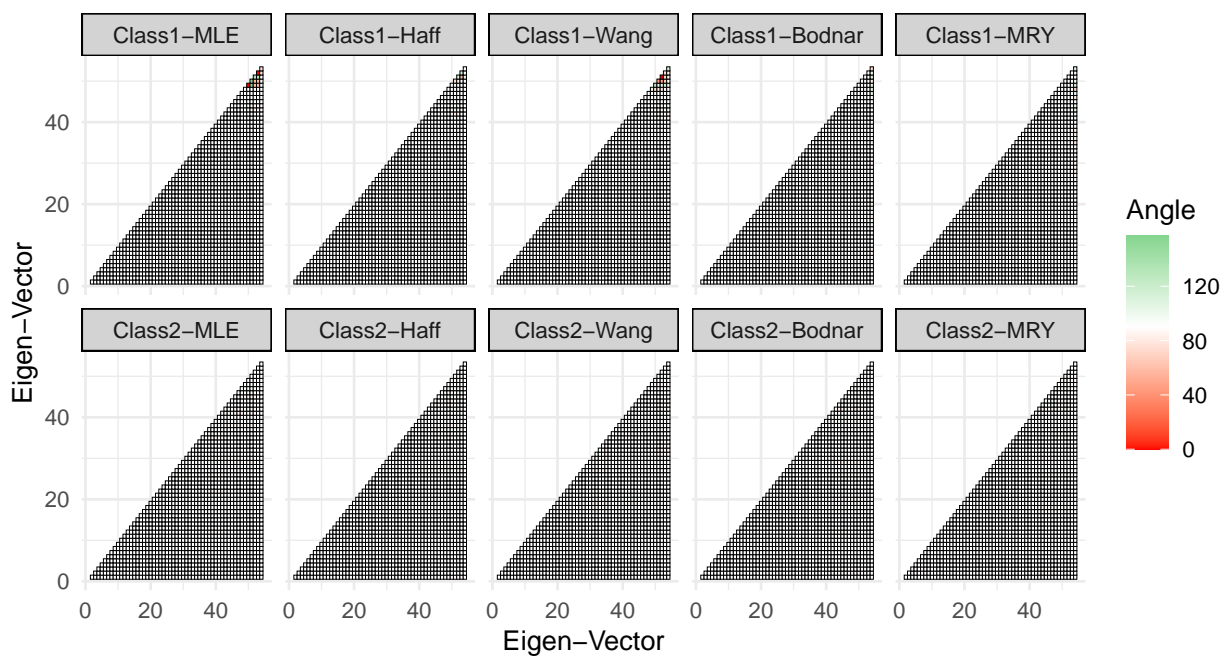 Class1−MLE Class1−Haff Class1−Wang Class1−Bodnar Class1−MRY
40
20
0
Class2−MLE Class2−Haff Class2−Wang Class2−Bodnar Class2−MRY
40
20
0
0 20 40 0 20 40 0 20 40 0 20 40 0 20 40
Eigen−Vector
Eigen−Vector
Angle
120
80
40
0